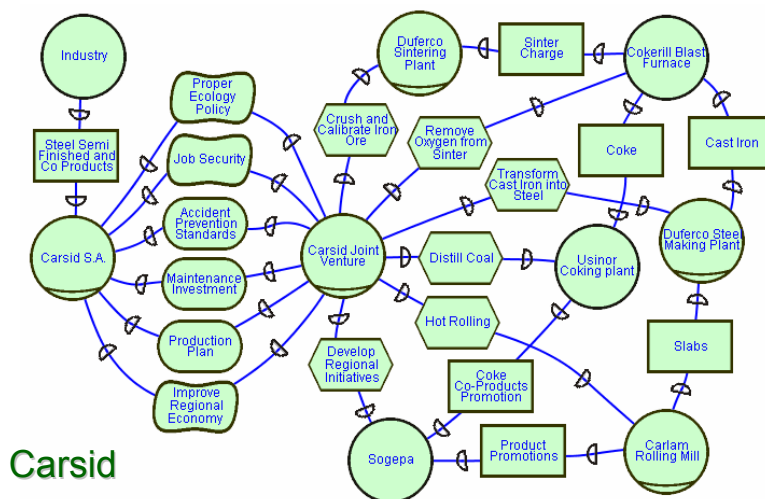 Industry
Steel Semi
Finished and
Co Products
Carsid S.A.
Proper
Ecology
Policy
Job Security
Accident
Prevention
Standards
Maintenance
Investment
Production
Plan
Improve
Regional
Economy
Carsid Joint
Venture
Duferco
Sintering
Plant
Sinter
Charge
Cokerill Blast
Furnace
Crush and
Calibrate Iron
Ore
Remove
Oxygen from
Sinter
Coke
Cast Iron
Transform
Cast Iron into
Steel
Duferco Steel
Making Plant
Distill Coal
Usinor
Coking plant
Hot Rolling
Slabs
Develop
Regional
Initiatives
Coke
Co-Products
Promotion
Sogepa
Product
Promotions
Carlam
Rolling Mill
Carsid